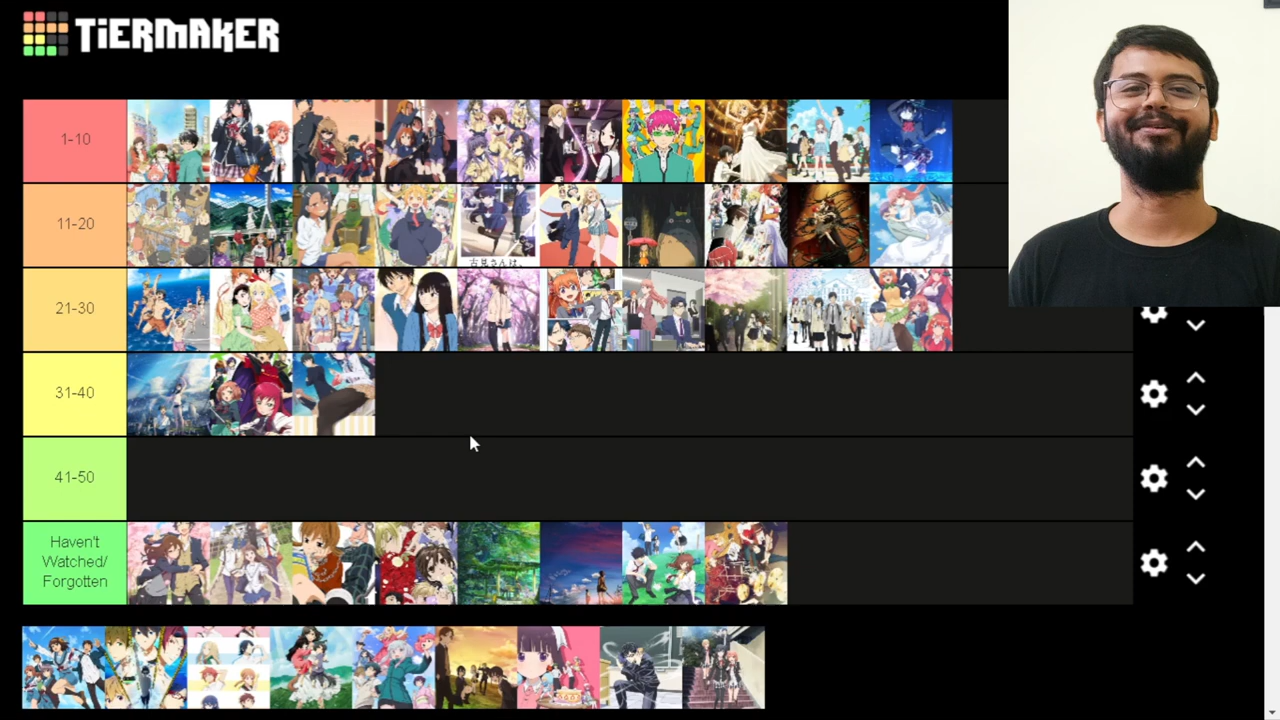 TiERMAKER
1-10
11-20
古見さんは、
21-30
31-40
41-50
Haven't
Watched/
Forgotten